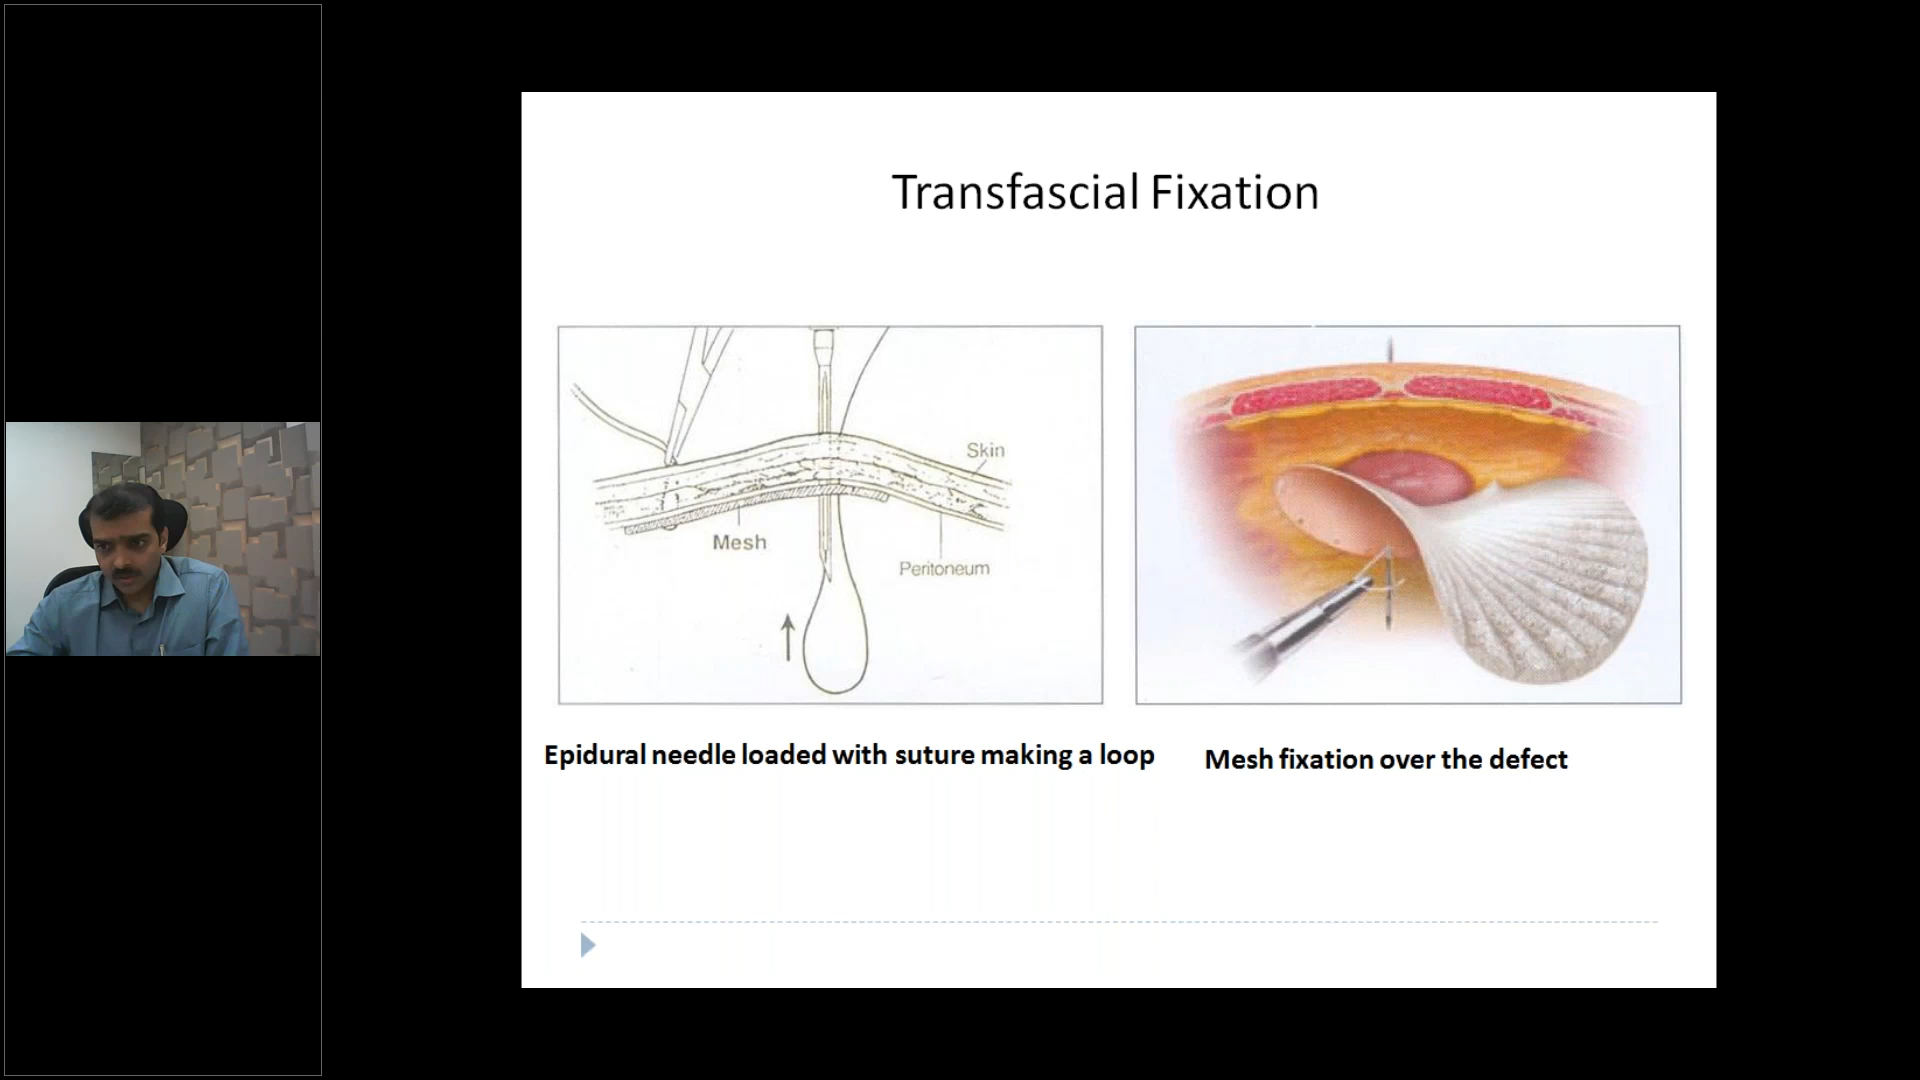 Transfascial Fixation
Skin
Mesh
Peritoneum
Epidural needle loaded with suture making a loop
Mesh fixation over the defect